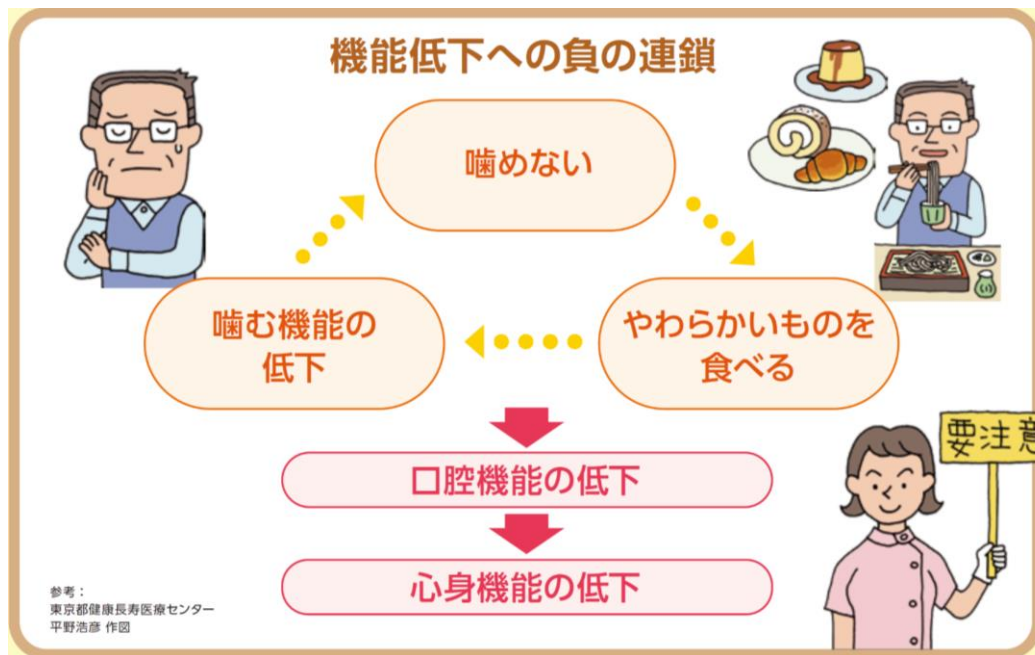 機能低下への負の連鎖
噛めない
噛む機能の
低下
やわらかいものを
食べる
口腔機能の低下
心身機能の低下
要注意
参考：
東京都健康長寿医療センター
平野浩彦 作図